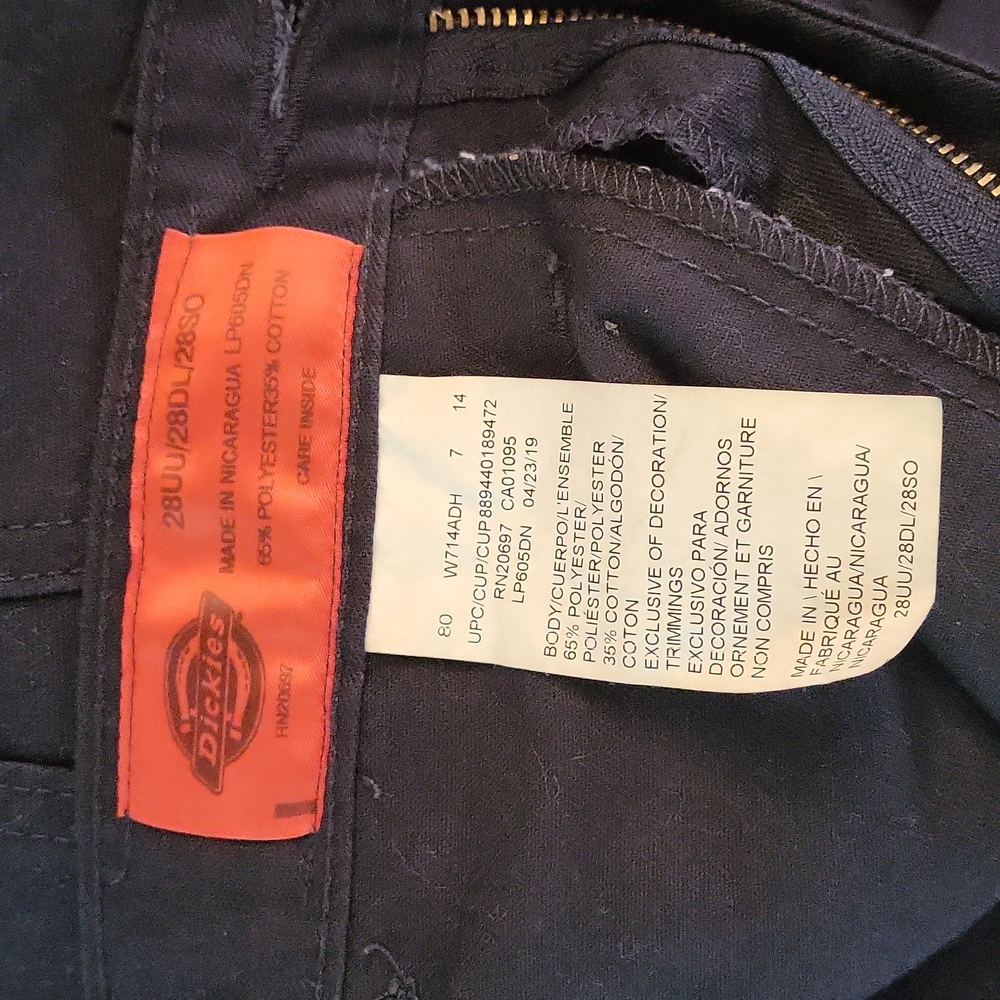 28UU/28DL/28SO
MADE IN NICARAGUA LP605DN
65% POLYESTER35% COTTON
CARE INSIDE
Dickies
RN20697
80 W714ADH 7 14
UPC/CUP/CUP889440189472
RN20697 CA01095
LP605DN 04/23/19
BODY/CUERPO/L'ENSEMBLE
65% POLYESTER/
POLIÉSTER/POLYESTER
35% COTTON/ALGODÓN/
COTON
EXCLUSIVE OF DECORATION/
TRIMMINGS
EXCLUSIVO PARA
DECORACIÓN/ ADORNOS
ORNEMENT ET GARNITURE
NON COMPRIS
MADE IN \ HECHO EN \
FABRIQUÉ AU
NICARAGUA/NICARAGUA/
NICARAGUA
28UU/28DL/28SO